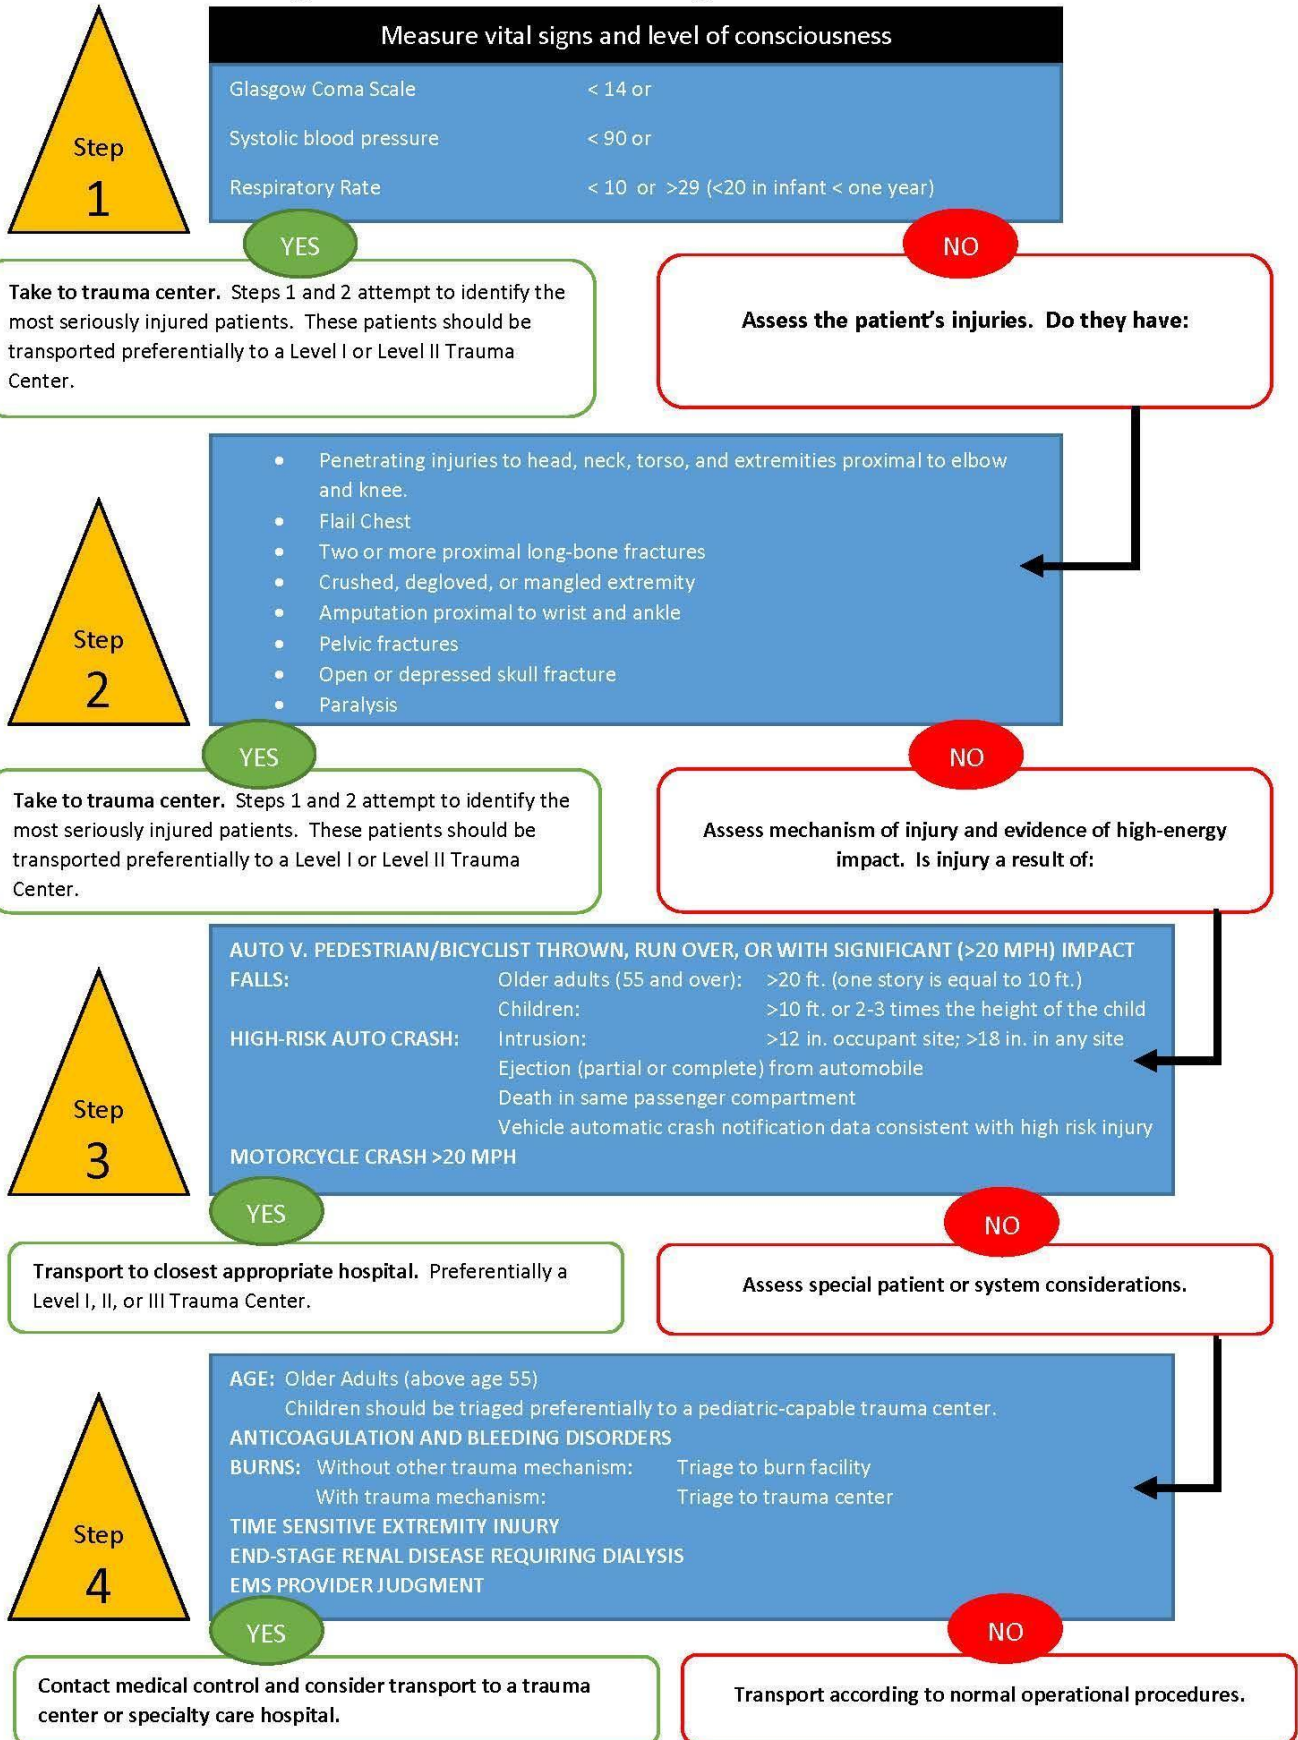 Measure vital signs and level of consciousness
Step
1
Glasgow Coma Scale < 14 or
Systolic blood pressure < 90 or
Respiratory Rate < 10 or >29 (<20 in infant < one year)
YES
NO
Take to trauma center. Steps 1 and 2 attempt to identify the
most seriously injured patients. These patients should be
transported preferentially to a Level I or Level II Trauma
Center.
Assess the patient’s injuries. Do they have:
Step
2
• Penetrating injuries to head, neck, torso, and extremities proximal to elbow
and knee.
• Flail Chest
• Two or more proximal long-bone fractures
• Crushed, degloved, or mangled extremity
• Amputation proximal to wrist and ankle
• Pelvic fractures
• Open or depressed skull fracture
• Paralysis
YES
NO
Take to trauma center. Steps 1 and 2 attempt to identify the
most seriously injured patients. These patients should be
transported preferentially to a Level I or Level II Trauma
Center.
Assess mechanism of injury and evidence of high-energy
impact. Is injury a result of:
Step
3
AUTO V. PEDESTRIAN/BICYCLIST THROWN, RUN OVER, OR WITH SIGNIFICANT (>20 MPH) IMPACT
FALLS: Older adults (55 and over): >20 ft. (one story is equal to 10 ft.)
Children: >10 ft. or 2-3 times the height of the child
HIGH-RISK AUTO CRASH: Intrusion: >12 in. occupant site; >18 in. in any site
Ejection (partial or complete) from automobile
Death in same passenger compartment
Vehicle automatic crash notification data consistent with high risk injury
MOTORCYCLE CRASH >20 MPH
YES
NO
Transport to closest appropriate hospital. Preferentially a
Level I, II, or III Trauma Center.
Assess special patient or system considerations.
Step
4
AGE: Older Adults (above age 55)
Children should be triaged preferentially to a pediatric-capable trauma center.
ANTICOAGULATION AND BLEEDING DISORDERS
BURNS: Without other trauma mechanism: Triage to burn facility
With trauma mechanism: Triage to trauma center
TIME SENSITIVE EXTREMITY INJURY
END-STAGE RENAL DISEASE REQUIRING DIALYSIS
EMS PROVIDER JUDGMENT
YES
NO
Contact medical control and consider transport to a trauma
center or specialty care hospital.
Transport according to normal operational procedures.